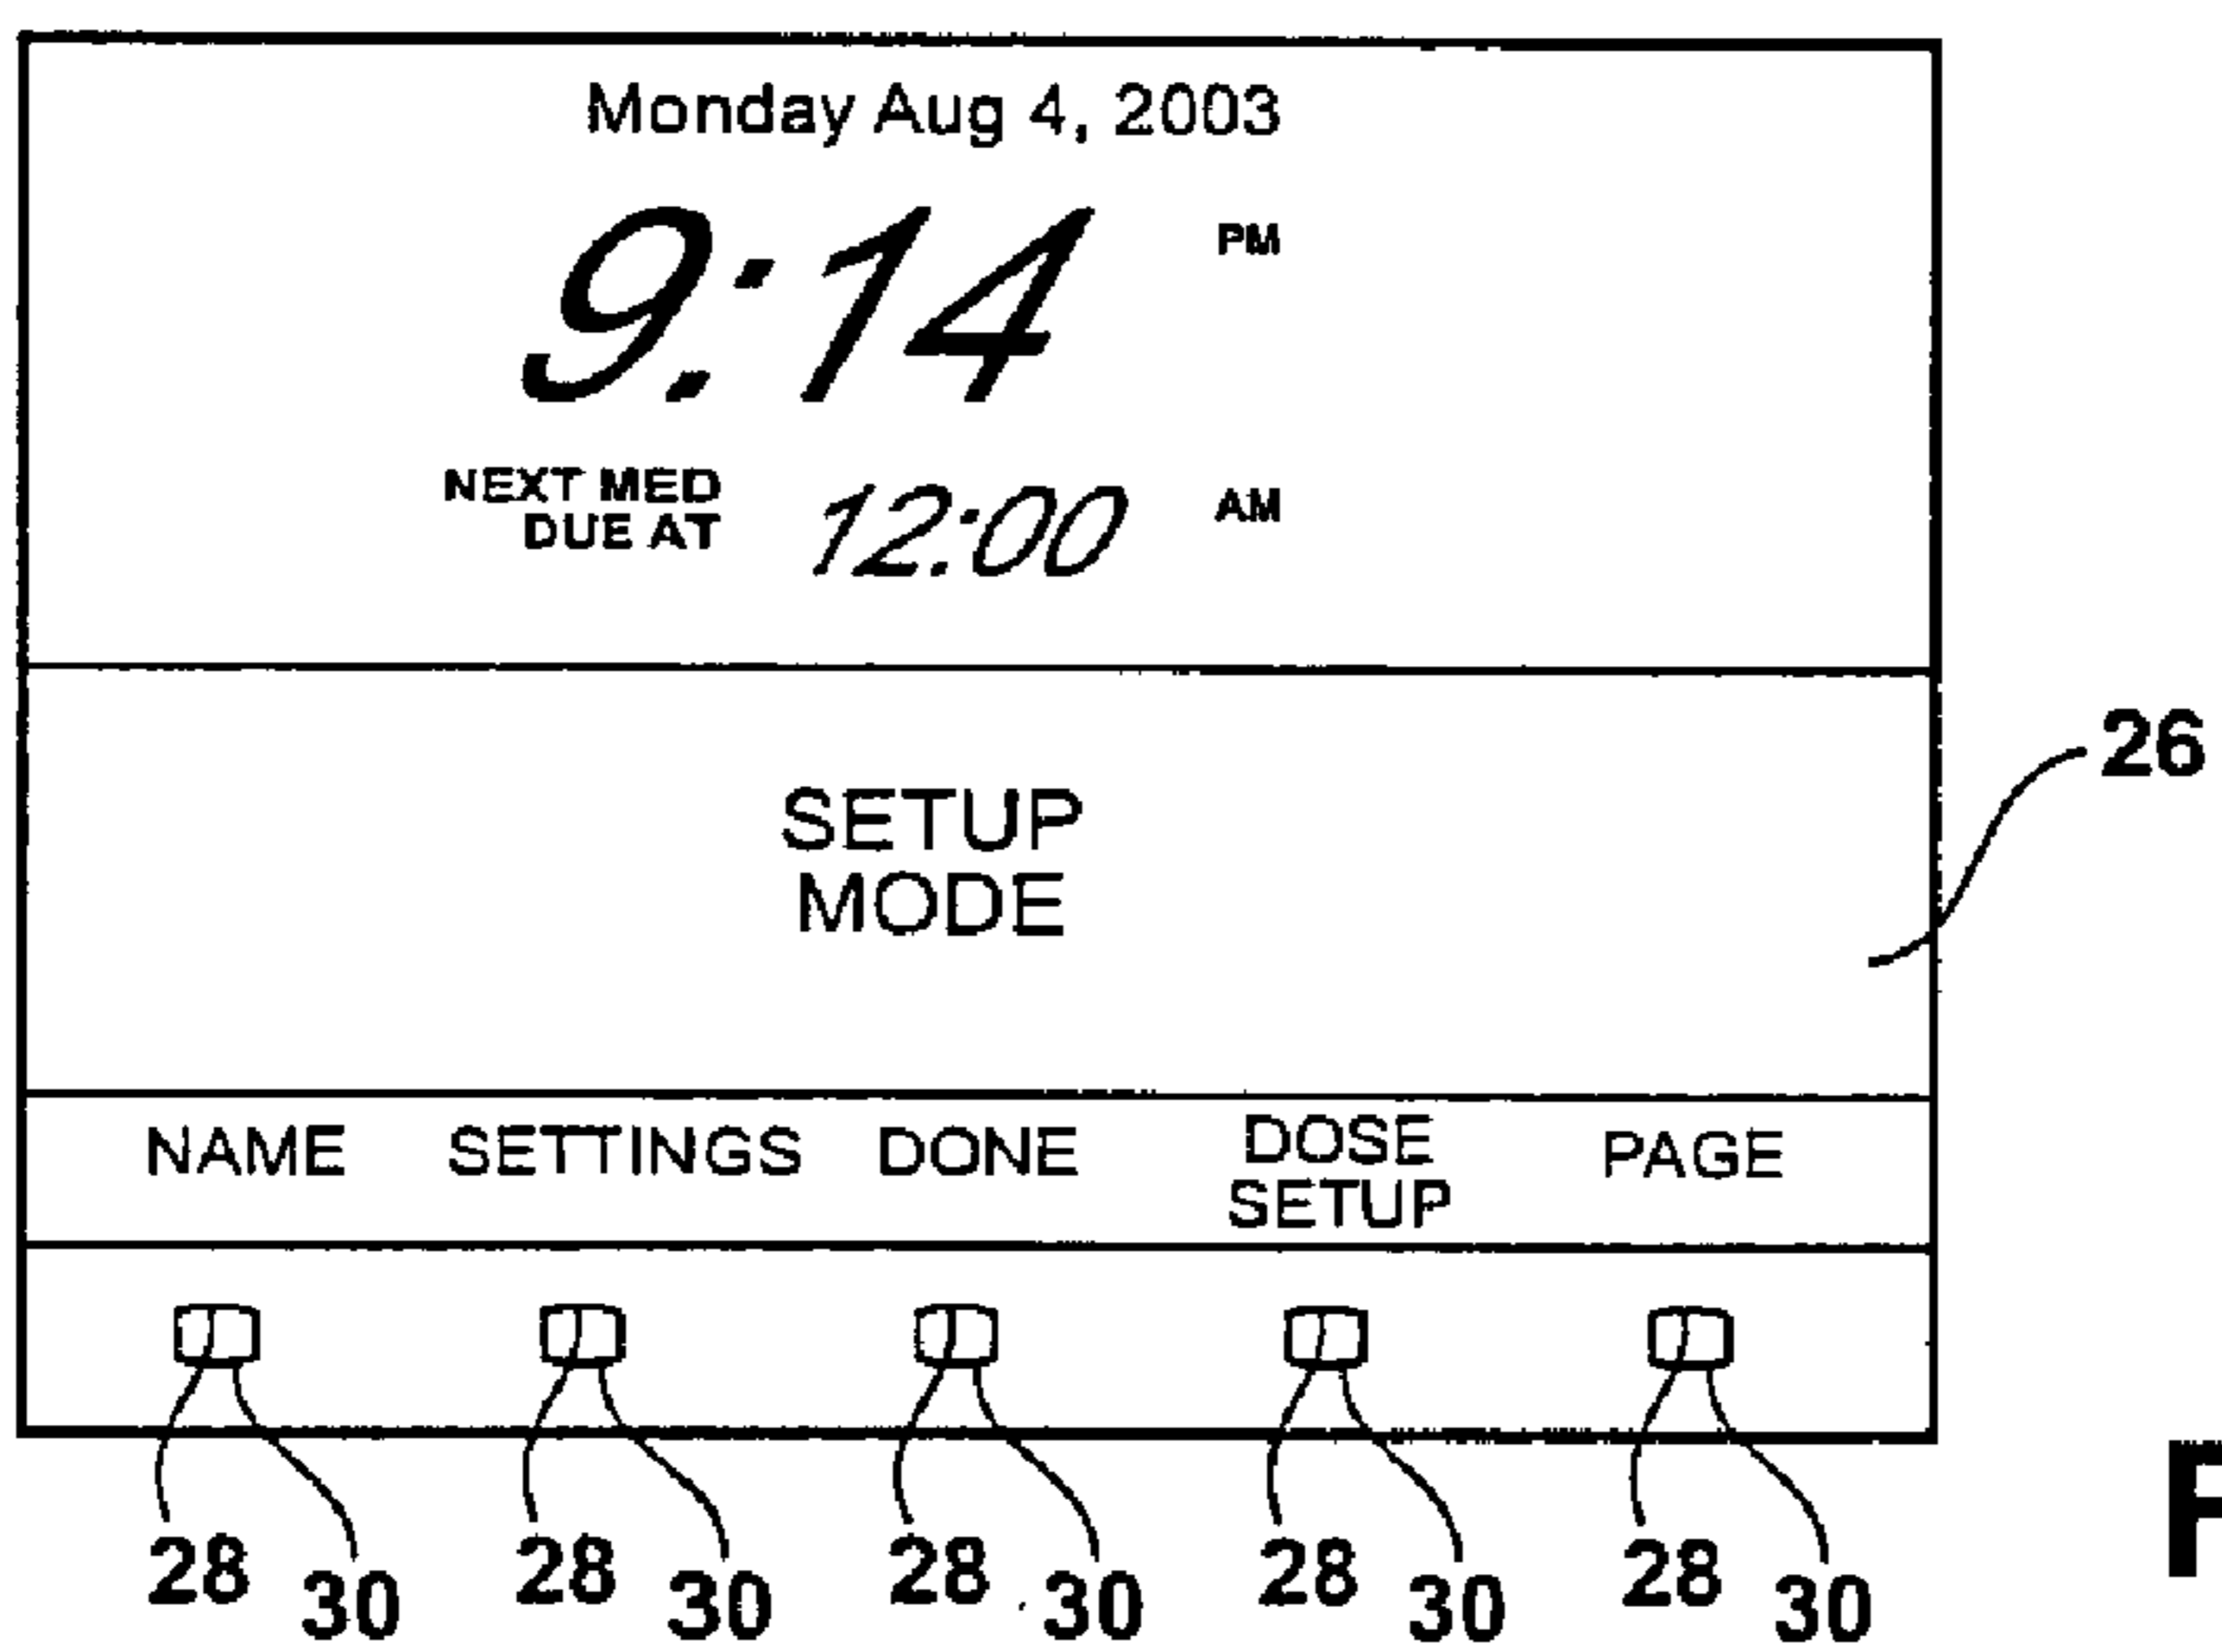 Monday Aug 4, 2003
9:14 PM
NEXT MED
DUE AT 12:00 AM
SETUP
MODE
26
NAME SETTINGS DONE DOSE SETUP PAGE
28 30 28 30 28 30 28 30 28 30
F